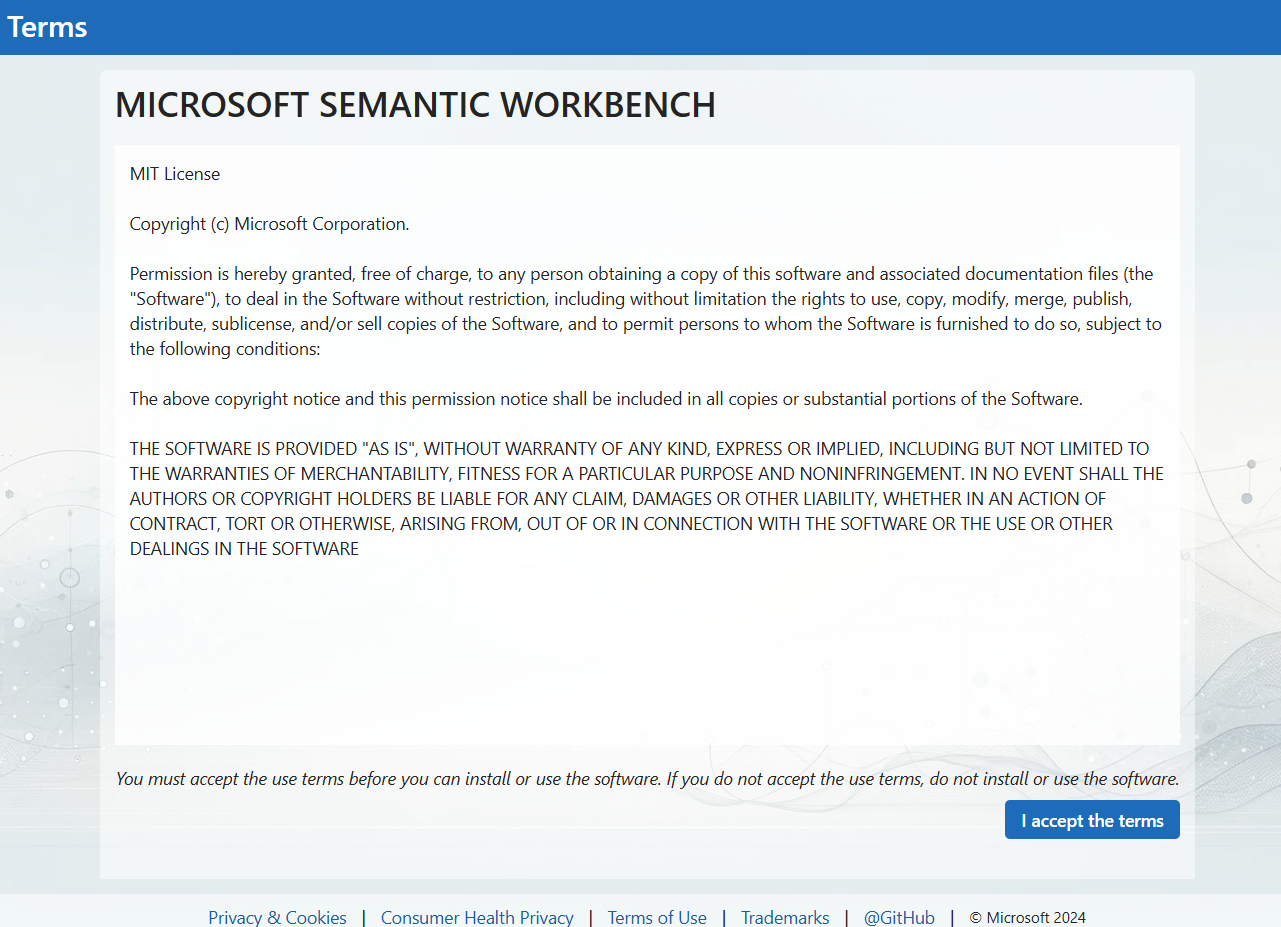 Terms
MICROSOFT SEMANTIC WORKBENCH
MIT License
Copyright (c) Microsoft Corporation.
Permission is hereby granted, free of charge, to any person obtaining a copy of this software and associated documentation files (the
"Software"), to deal in the Software without restriction, including without limitation the rights to use, copy, modify, merge, publish,
distribute, sublicense, and/or sell copies of the Software, and to permit persons to whom the Software is furnished to do so, subject to
the following conditions:
The above copyright notice and this permission notice shall be included in all copies or substantial portions of the Software.
THE SOFTWARE IS PROVIDED "AS IS", WITHOUT WARRANTY OF ANY KIND, EXPRESS OR IMPLIED, INCLUDING BUT NOT LIMITED TO
THE WARRANTIES OF MERCHANTABILITY, FITNESS FOR A PARTICULAR PURPOSE AND NONINFRINGEMENT. IN NO EVENT SHALL THE
AUTHORS OR COPYRIGHT HOLDERS BE LIABLE FOR ANY CLAIM, DAMAGES OR OTHER LIABILITY, WHETHER IN AN ACTION OF
CONTRACT, TORT OR OTHERWISE, ARISING FROM, OUT OF OR IN CONNECTION WITH THE SOFTWARE OR THE USE OR OTHER
DEALINGS IN THE SOFTWARE
You must accept the use terms before you can install or use the software. If you do not accept the use terms, do not install or use the software.
I accept the terms
Privacy & Cookies | Consumer Health Privacy | Terms of Use | Trademarks | @GitHub | © Microsoft 2024